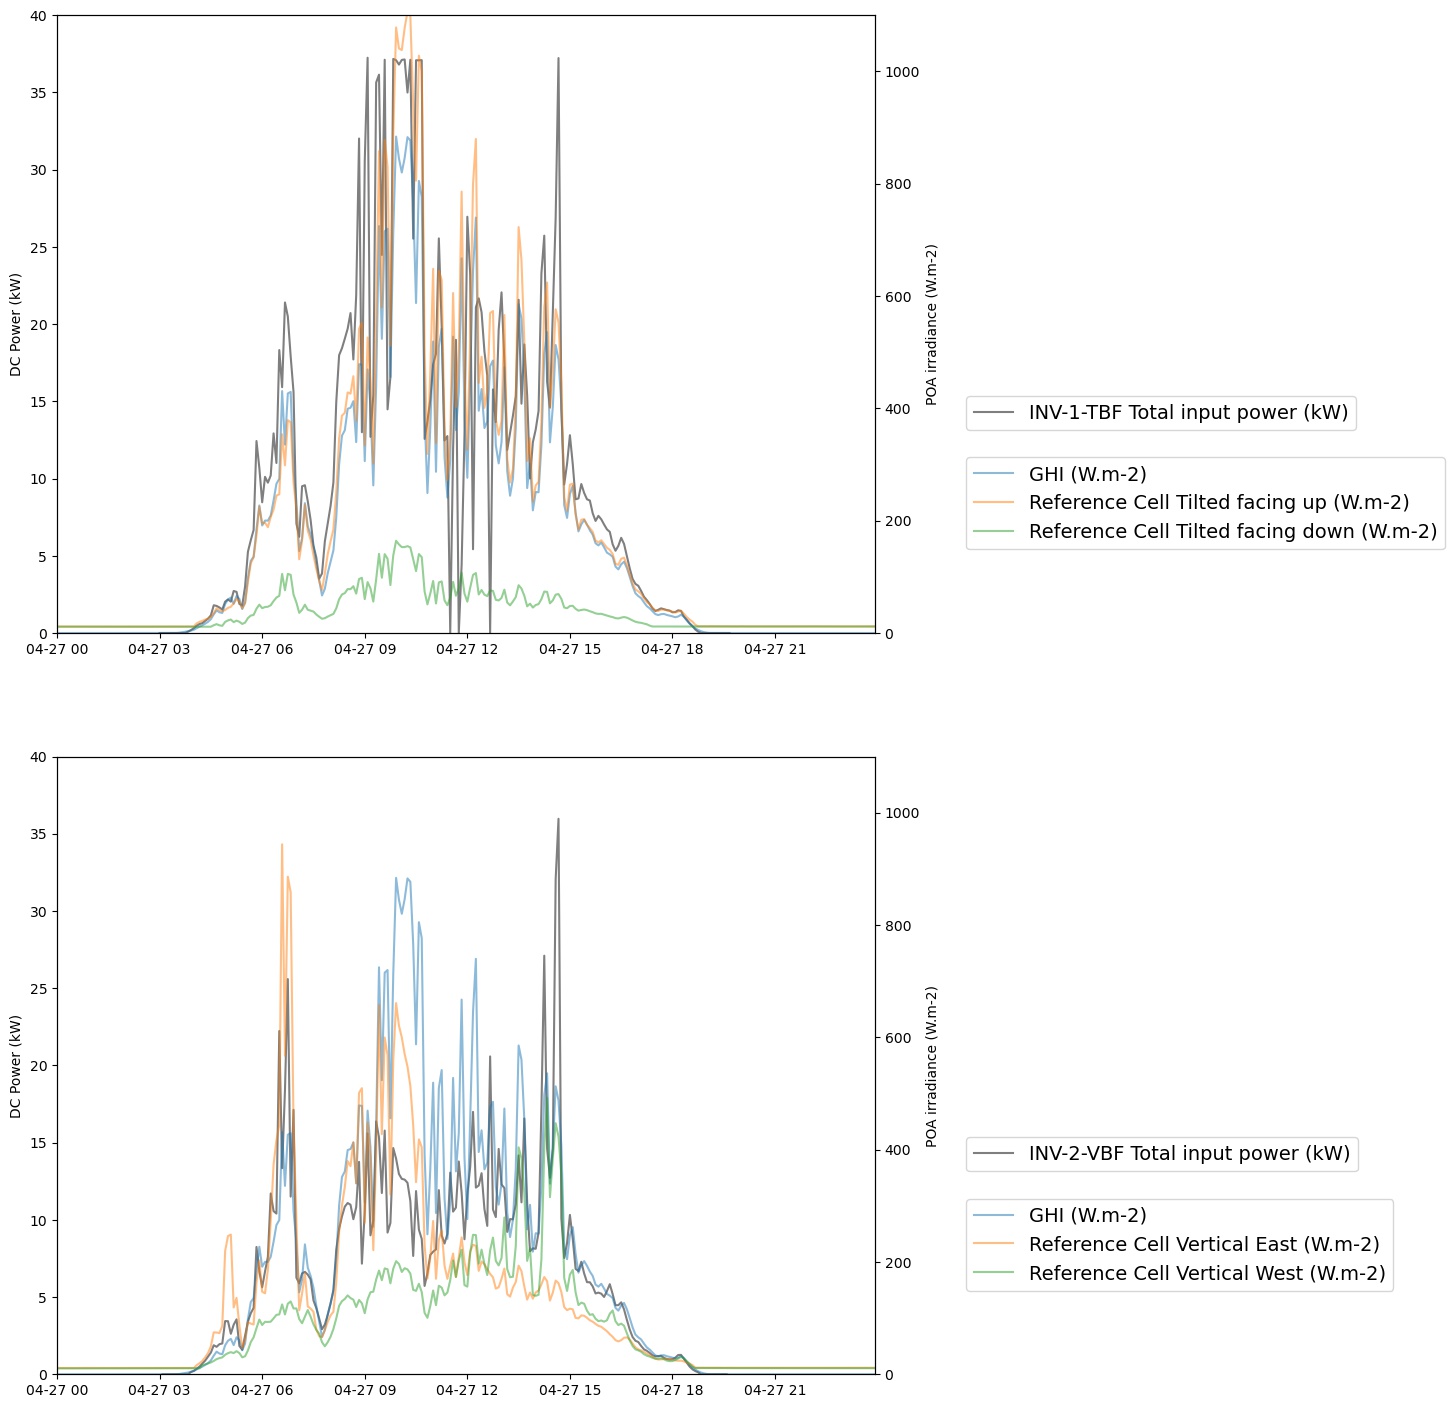 40
35
30
25
20
15
10
5
0
DC Power (kW)
1000
800
600
400
200
0
POA irradiance (W.m-2)
04-27 00 04-27 03 04-27 06 04-27 09 04-27 12 04-27 15 04-27 18 04-27 21
INV-1-TBF Total input power (kW)
GHI (W.m-2)
Reference Cell Tilted facing up (W.m-2)
Reference Cell Tilted facing down (W.m-2)
40
35
30
25
20
15
10
5
0
DC Power (kW)
1000
800
600
400
200
0
POA irradiance (W.m-2)
04-27 00 04-27 03 04-27 06 04-27 09 04-27 12 04-27 15 04-27 18 04-27 21
INV-2-VBF Total input power (kW)
GHI (W.m-2)
Reference Cell Vertical East (W.m-2)
Reference Cell Vertical West (W.m-2)